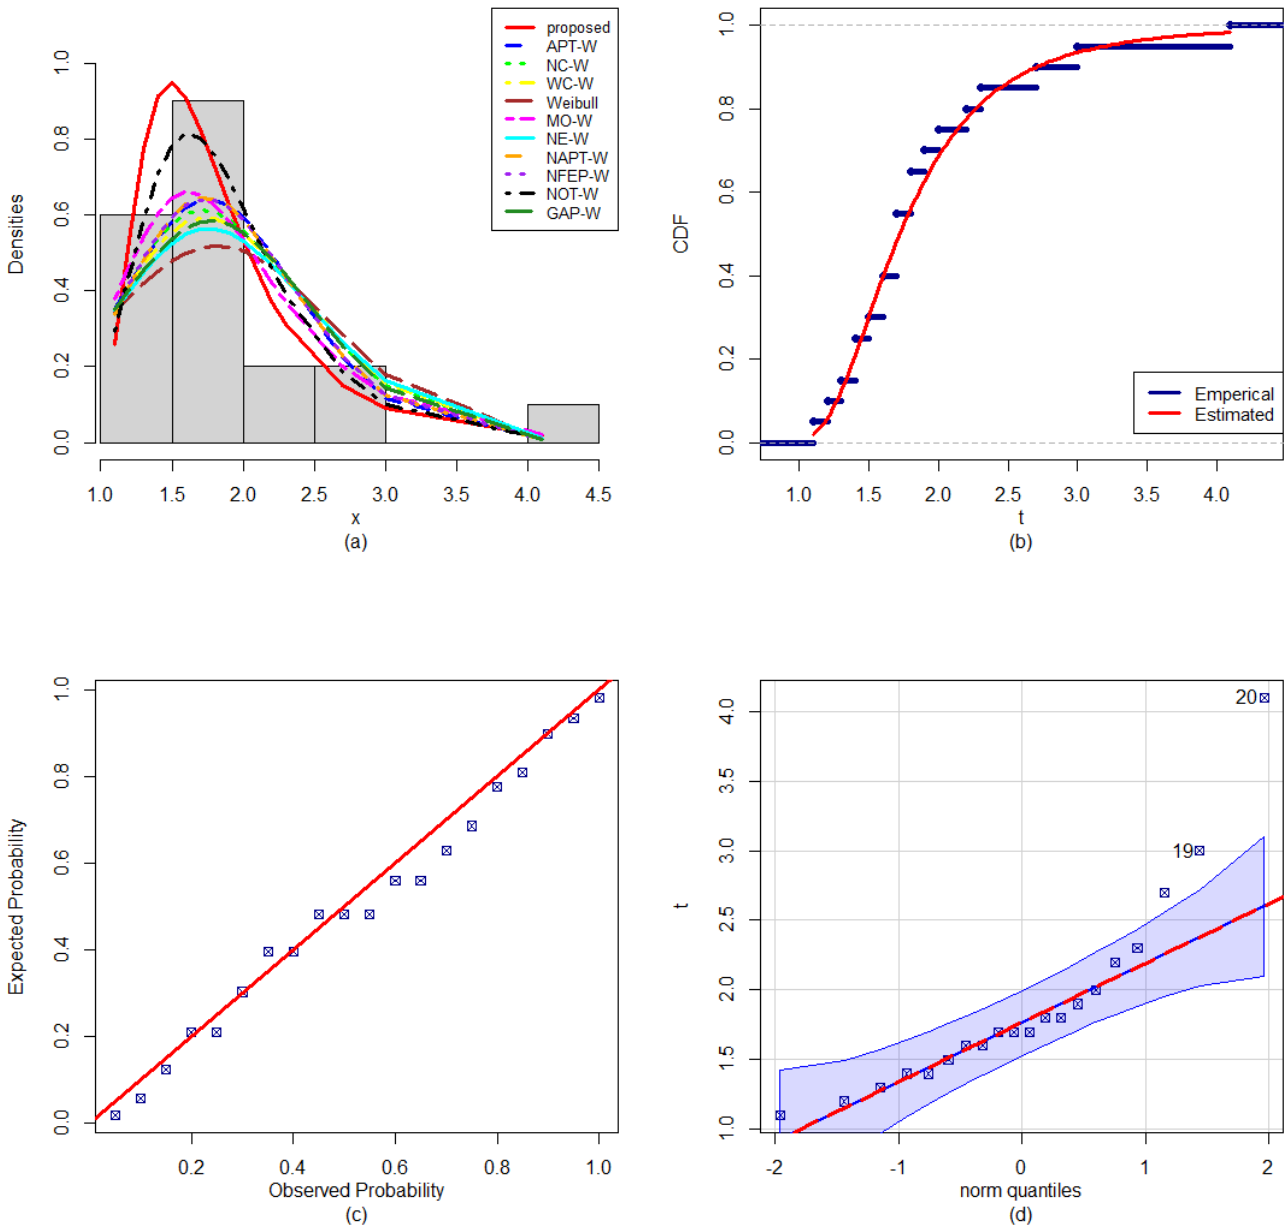 proposed
APT-W
NC-W
WC-W
Weibull
MO-W
NE-W
NAPT-W
NFEP-W
NOT-W
GAP-W
Densities
1.0
0.8
0.6
0.4
0.2
0.0
1.0 1.5 2.0 2.5 3.0 3.5 4.0 4.5
x
(a)
CDF
1.0
0.8
0.6
0.4
0.2
0.0
Emperical
Estimated
1.0 1.5 2.0 2.5 3.0 3.5 4.0
t
(b)
Expected Probability
1.0
0.8
0.6
0.4
0.2
0.0
0.2 0.4 0.6 0.8 1.0
Observed Probability
(c)
t
4.0
3.5
3.0
2.5
2.0
1.5
1.0
20
19
-2 -1 0 1 2
norm quantiles
(d)